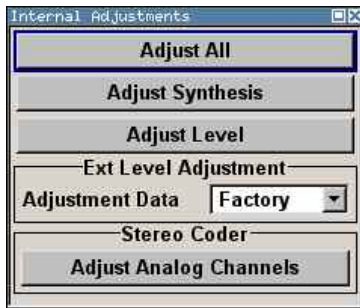 Internal Adjustments
Adjust All
Adjust Synthesis
Adjust Level
Ext Level Adjustment
Adjustment Data Factory
Stereo Coder
Adjust Analog Channels